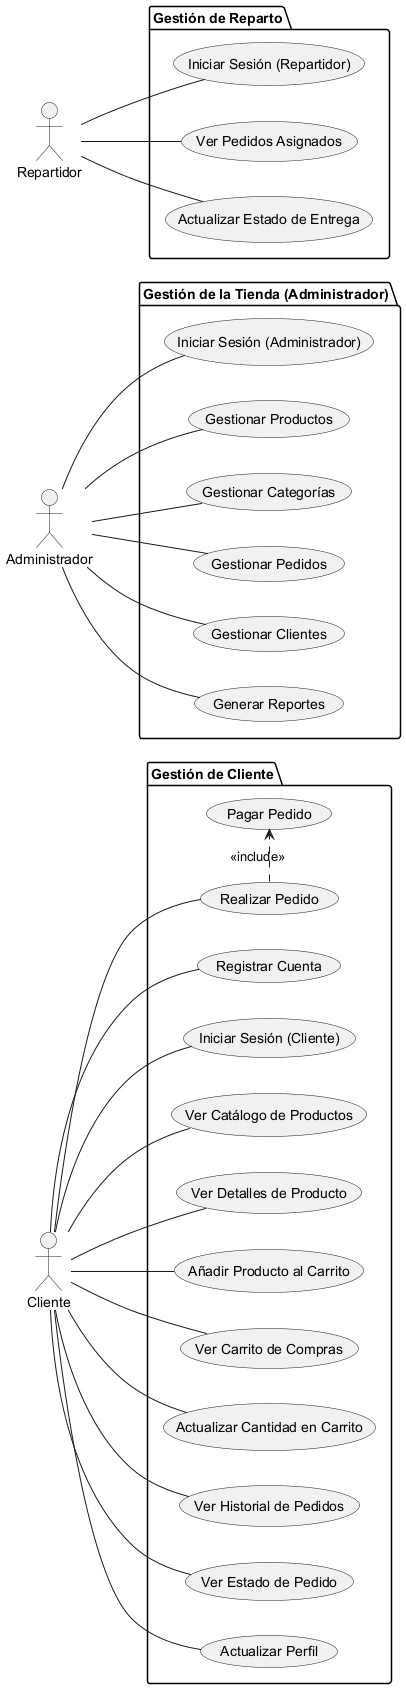 Gestión de Reparto
Iniciar Sesión (Repartidor)
Ver Pedidos Asignados
Repartidor
Actualizar Estado de Entrega
Gestión de la Tienda (Administrador)
Iniciar Sesión (Administrador)
Gestionar Productos
Gestionar Categorías
Administrador
Gestionar Pedidos
Gestionar Clientes
Generar Reportes
Gestión de Cliente
Pagar Pedido
«include»
Realizar Pedido
Registrar Cuenta
Iniciar Sesión (Cliente)
Ver Catálogo de Productos
Ver Detalles de Producto
Añadir Producto al Carrito
Cliente
Ver Carrito de Compras
Actualizar Cantidad en Carrito
Ver Historial de Pedidos
Ver Estado de Pedido
Actualizar Perfil